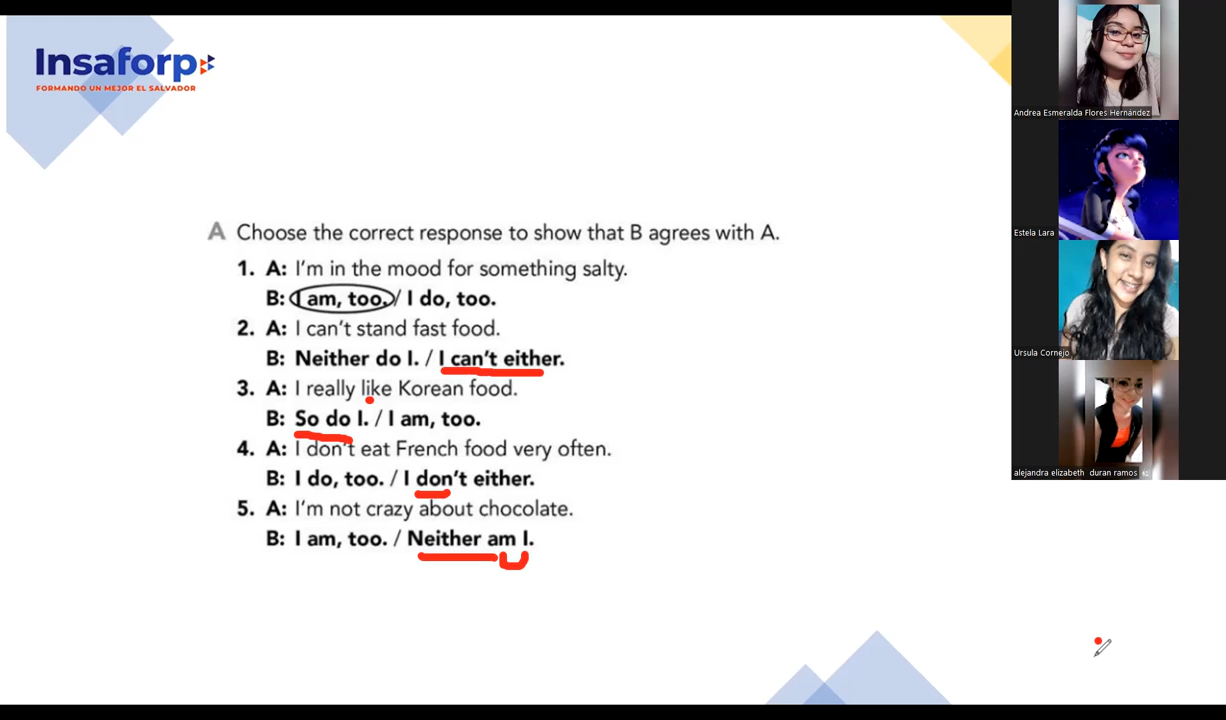 Insaforp
FORMANDO UN MEJOR EL SALVADOR
A Choose the correct response to show that B agrees with A.
1. A: I'm in the mood for something salty.
B: I am, too. / I do, too.
2. A: I can't stand fast food.
B: Neither do I. / I can't either.
3. A: I really like Korean food.
B: So do I. / I am, too.
4. A: I don't eat French food very often.
B: I do, too. / I don't either.
5. A: I'm not crazy about chocolate.
B: I am, too. / Neither am I.
Andrea Esmeralda Flores Hernández
Estela Lara
Ursula Cornejo
alejandra elizabeth duran ramos